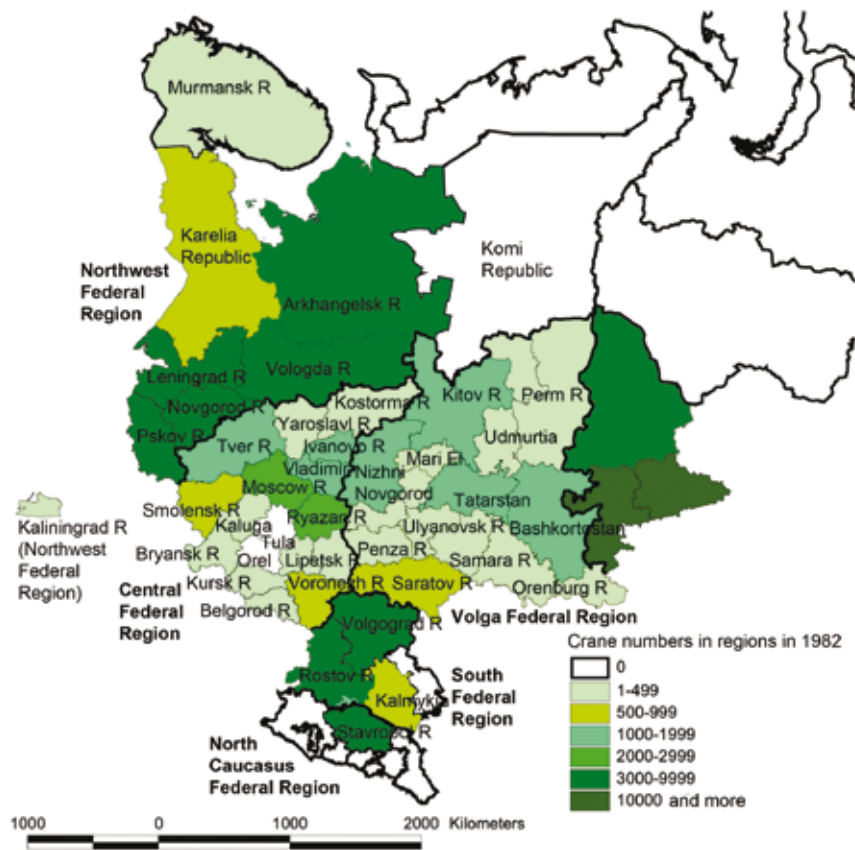 Murmansk R
Karelia
Republic
Northwest
Federal
Region
Komi
Republic
Arkhangelsk R
Leningrad R
Vologda R
Novgorod R
Pskov R
Kostorma R
Yaroslavl R
Kitov R
Perm R
Tver R
Ivanovo R
Udmurtia
Vladimir
Nizhni
Novgorod
Mari El
Moscow R
Smolensk R
Ryazan R
Tatarstan
Bashkortostan
Kaliningrad R
(Northwest
Federal
Region)
Kaluga
Tula
Ulyanovsk R
Bryansk R
Orel
Lipetsk R
Penza R
Samara R
Kursk R
Voronezh R
Saratov R
Orenburg R
Central
Federal
Region
Belgorod R
Volga Federal Region
Volgograd R
Rostov R
Kalmykia
South
Federal
Region
Stavropol R
North
Caucasus
Federal Region
Crane numbers in regions in 1982
0
1-499
500-999
1000-1999
2000-2999
3000-9999
10000 and more
1000 0 1000 2000 Kilometers